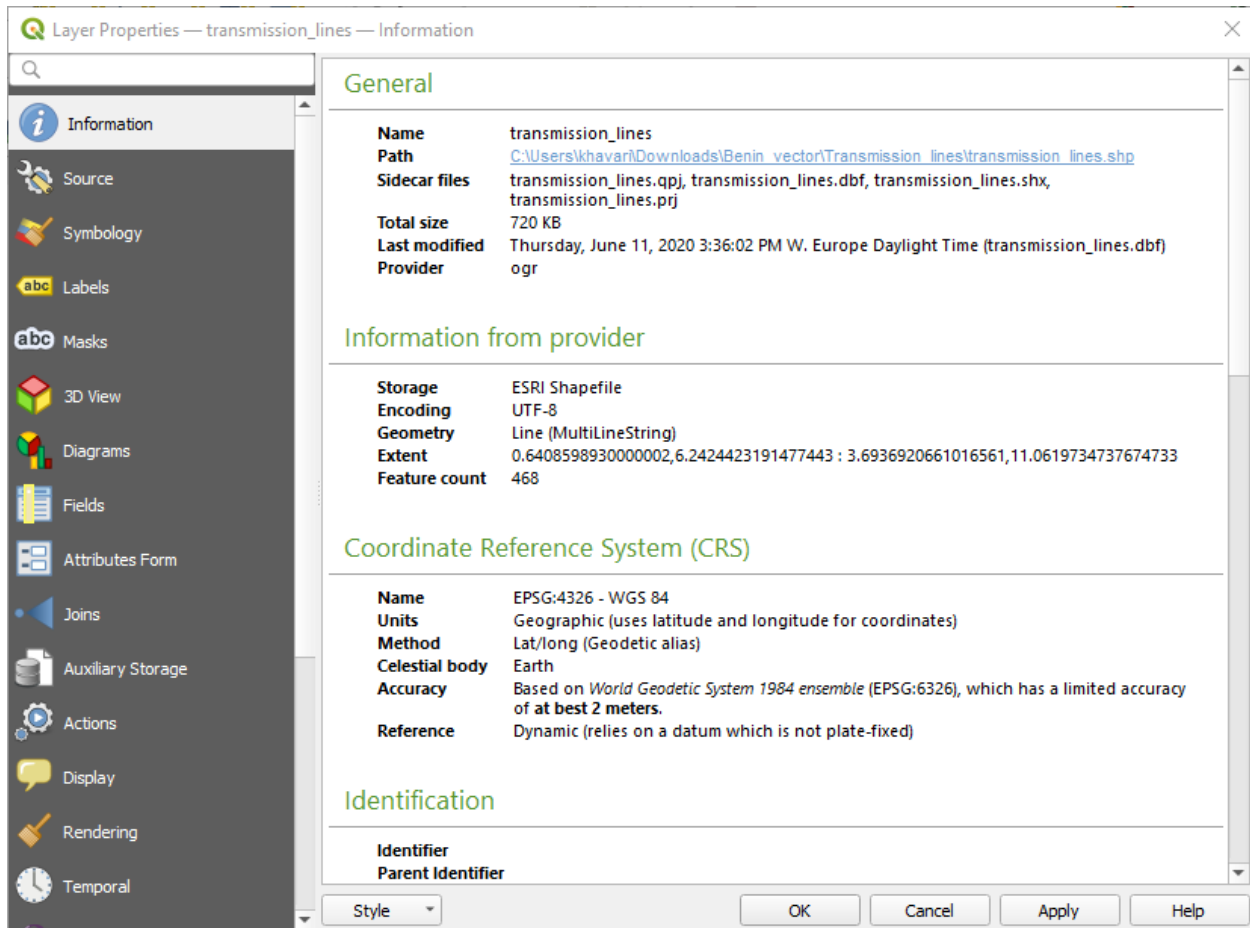 Layer Properties — transmission_lines — Information
Information
Source
Symbology
abc Labels
abc Masks
3D View
Diagrams
Fields
Attributes Form
Joins
Auxiliary Storage
Actions
Display
Rendering
Temporal
General
Name transmission_lines
Path C:\Users\khavari\Downloads\Benin_vector\Transmission_lines\transmission_lines.shp
Sidecar files transmission_lines.qpj, transmission_lines.dbf, transmission_lines.shx,
transmission_lines.prj
Total size 720 KB
Last modified Thursday, June 11, 2020 3:36:02 PM W. Europe Daylight Time (transmission_lines.dbf)
Provider ogr
Information from provider
Storage ESRI Shapefile
Encoding UTF-8
Geometry Line (MultiLineString)
Extent 0.6408598930000002,6.2424423191477443 : 3.6936920661016561,11.0619734737674733
Feature count 468
Coordinate Reference System (CRS)
Name EPSG:4326 - WGS 84
Units Geographic (uses latitude and longitude for coordinates)
Method Lat/long (Geodetic alias)
Celestial body Earth
Accuracy Based on World Geodetic System 1984 ensemble (EPSG:6326), which has a limited accuracy
of at best 2 meters.
Reference Dynamic (relies on a datum which is not plate-fixed)
Identification
Identifier
Parent Identifier
Style OK Cancel Apply Help